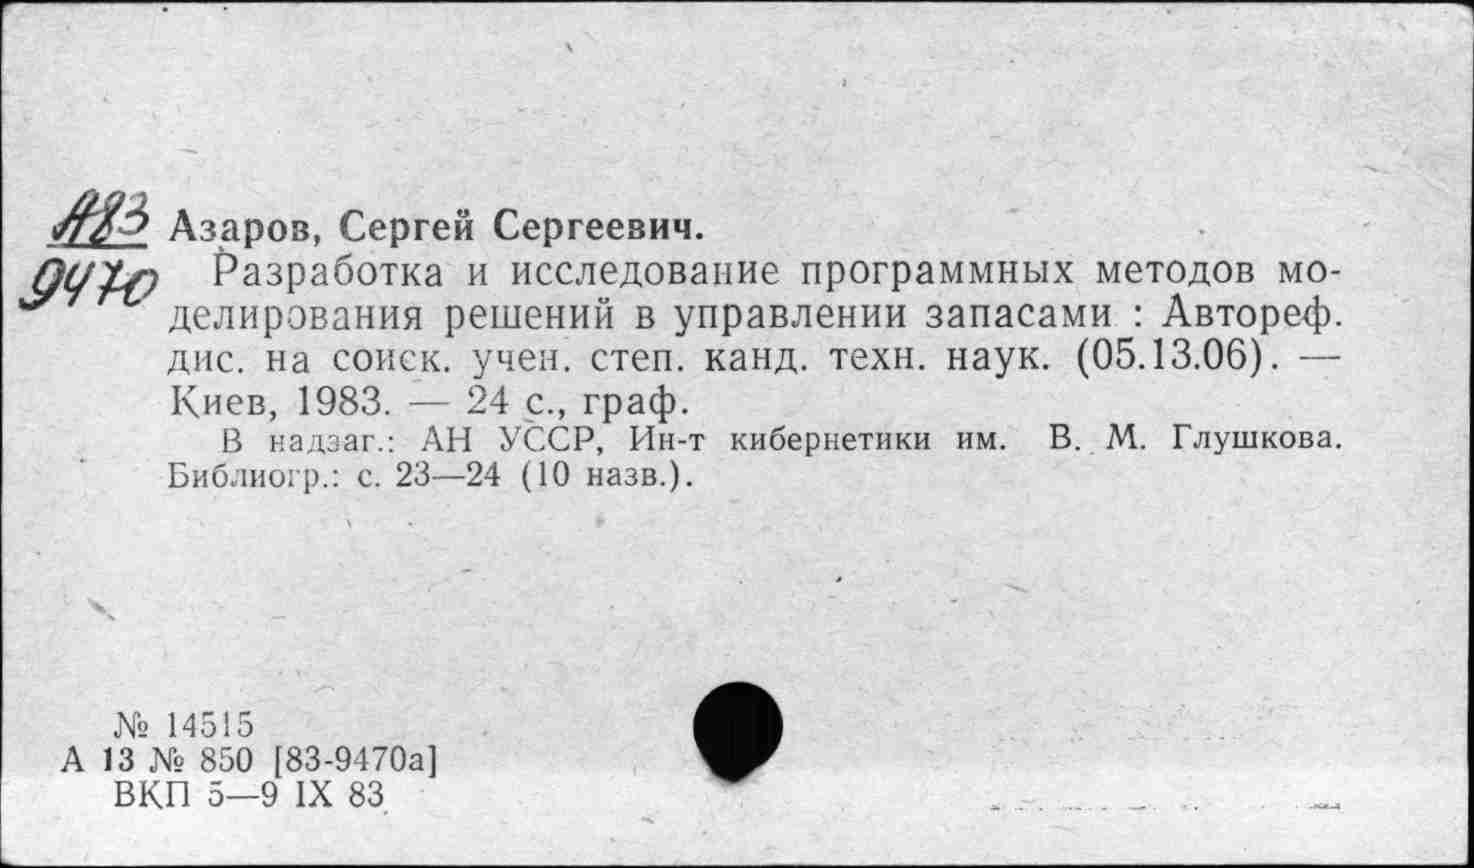 А83 Азаров, Сергей Сергеевич.
9470 Разработка и исследование программных методов мо-
делирования решений в управлении запасами : Автореф.
дис. на соиск. учен. степ. канд. техн. наук. (05.13.06). —
Киев, 1983. — 24 с., граф.
В надзаг.: АН УССР, Ин-т кибернетики им. В. М. Глушкова.
Библиогр.: с. 23—24 (10 назв.).
№ 14515
А 13 № 850 [83-9470а]
ВКП 5—9 IX 83